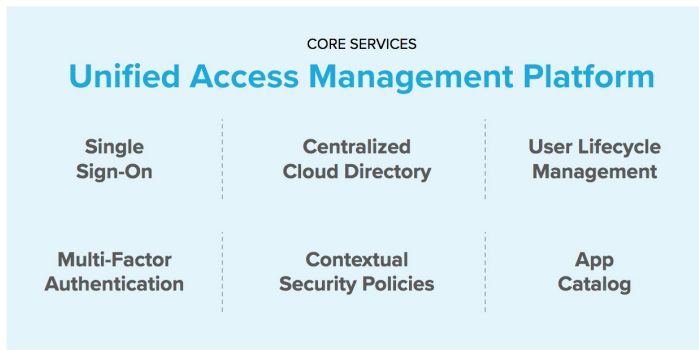 CORE SERVICES
Unified Access Management Platform
Single
Sign-On
Centralized
Cloud Directory
User Lifecycle
Management
Multi-Factor
Authentication
Contextual
Security Policies
App
Catalog